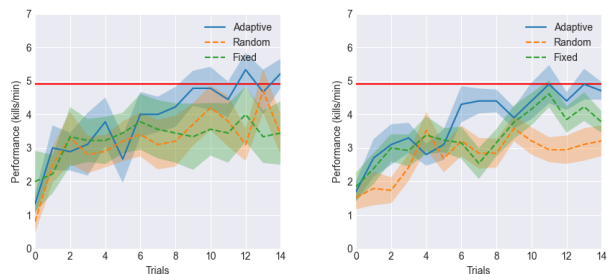 7
6
5
4
3
2
1
0
Performance (kills/min)
Adaptive
Random
Fixed
0 2 4 6 8 10 12 14
Trials
7
6
5
4
3
2
1
0
Performance (kills/min)
Adaptive
Random
Fixed
0 2 4 6 8 10 12 14
Trials